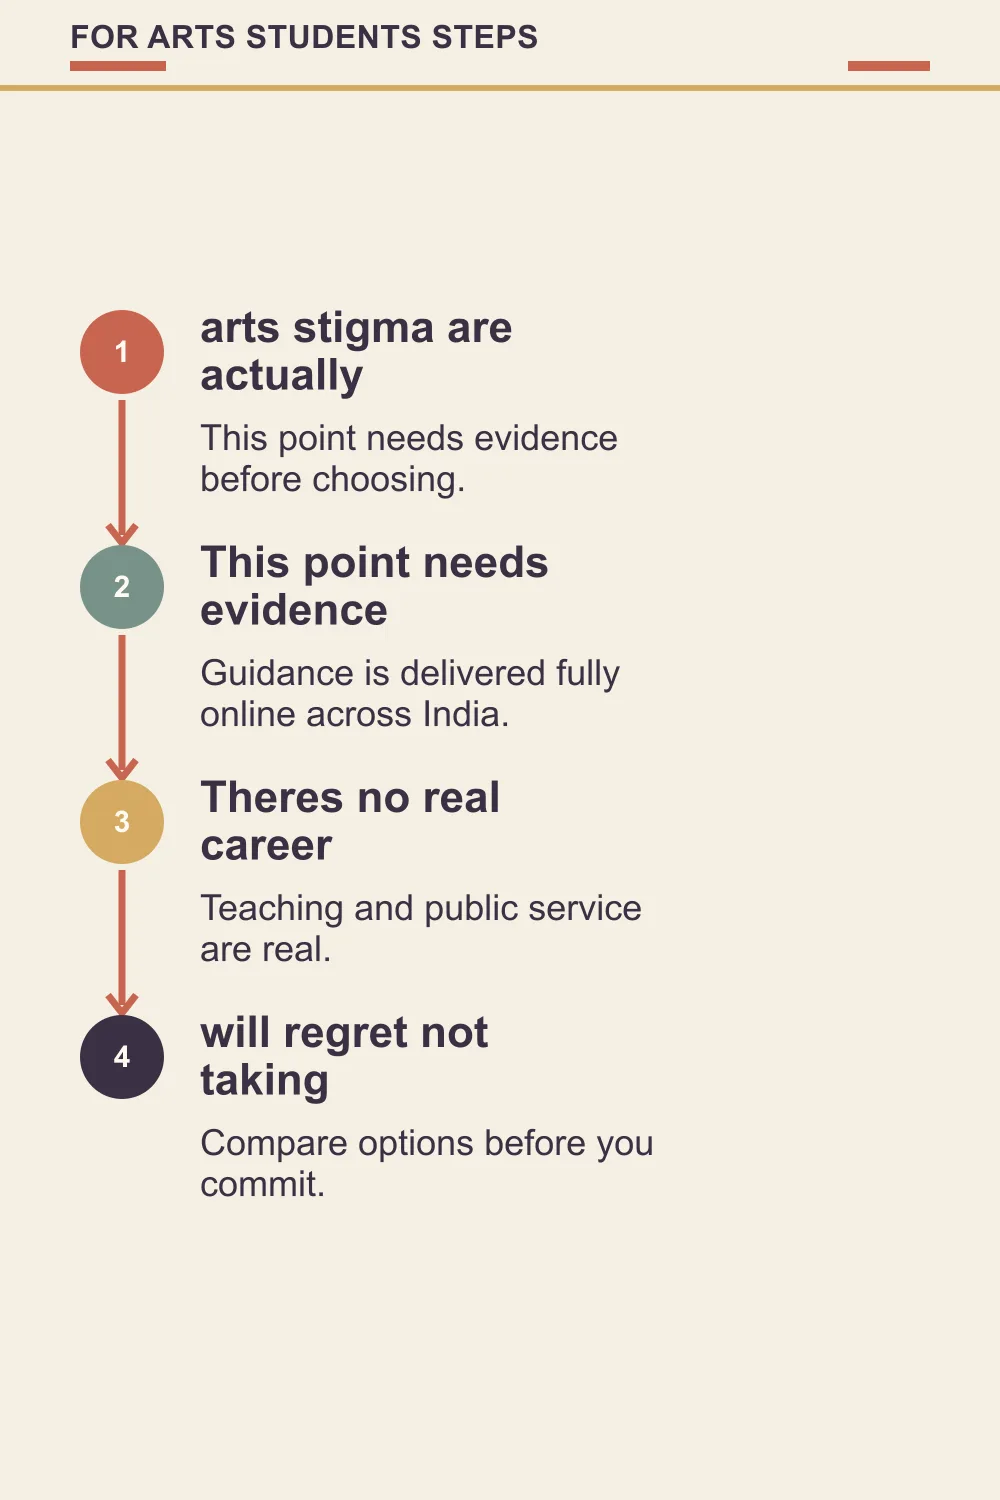 FOR ARTS STUDENTS STEPS
1
arts stigma are
actually
This point needs evidence
before choosing.
2
This point needs
evidence
Guidance is delivered fully
online across India.
3
Theres no real
career
Teaching and public service
are real.
4
will regret not
taking
Compare options before you
commit.